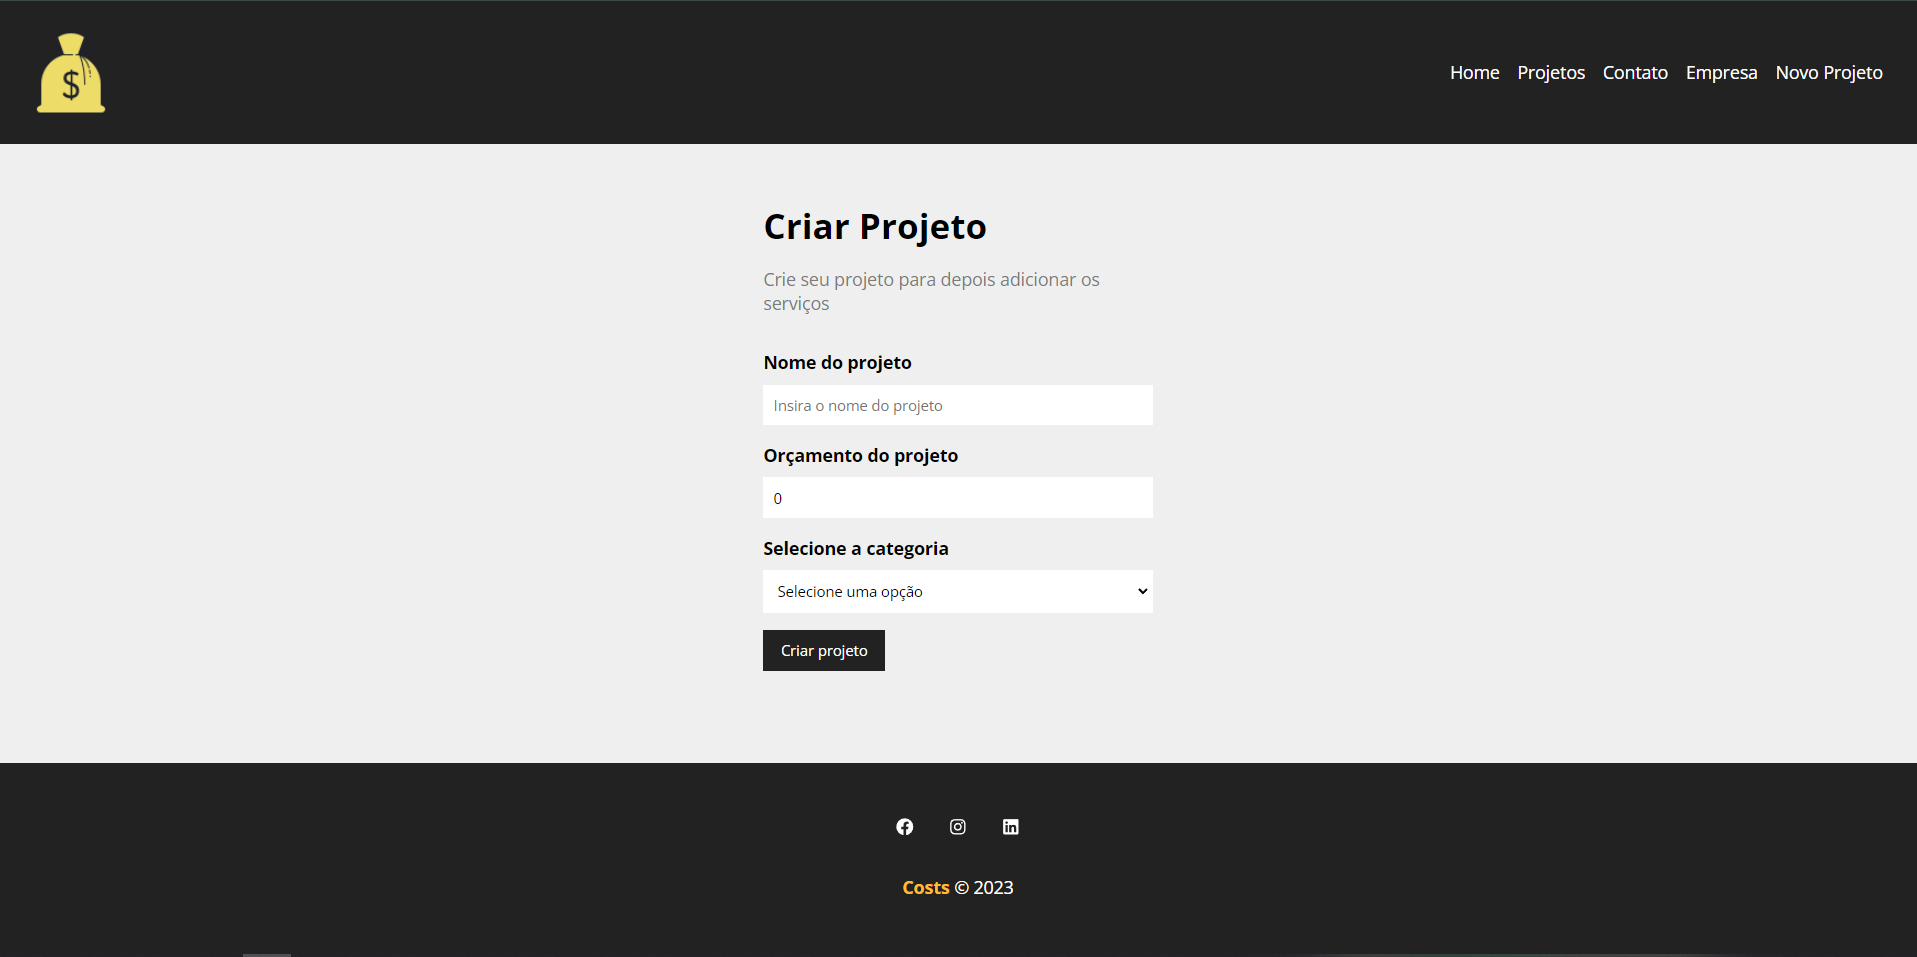 $
Home Projetos Contato Empresa Novo Projeto
Criar Projeto
Crie seu projeto para depois adicionar os
serviços
Nome do projeto
Insira o nome do projeto
Orçamento do projeto
0
Selecione a categoria
Selecione uma opção
Criar projeto
Costs © 2023